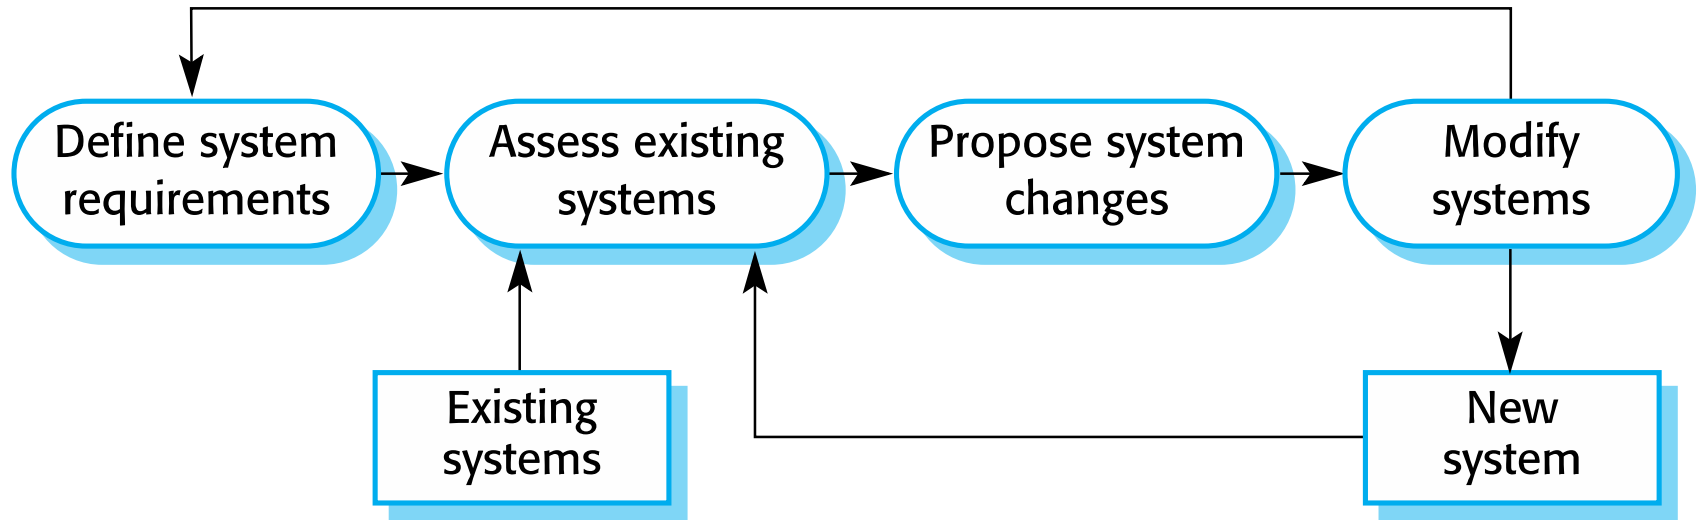 Define system
requirements
Assess existing
systems
Propose system
changes
Modify
systems
Existing
systems
New
system